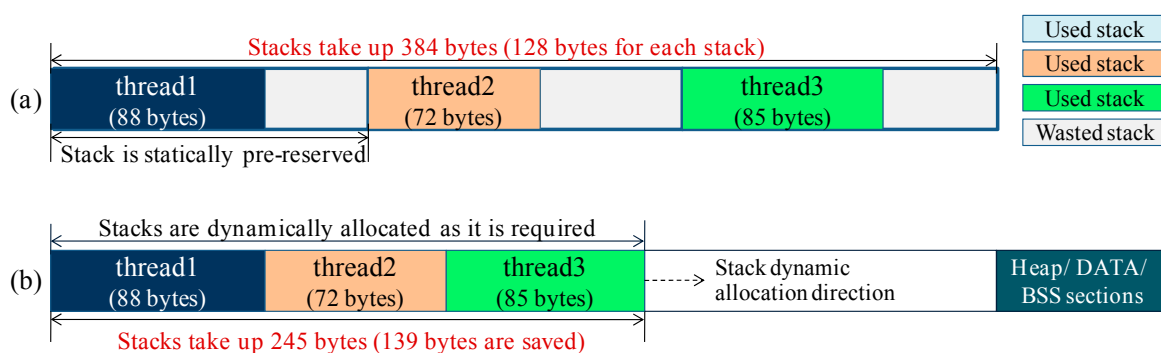 Stacks take up 384 bytes (128 bytes for each stack)
(a)
thread1
(88 bytes)
thread2
(72 bytes)
thread3
(85 bytes)
Stack is statically pre-reserved
Used stack
Used stack
Used stack
Wasted stack
Stacks are dynamically allocated as it is required
(b)
thread1
(88 bytes)
thread2
(72 bytes)
thread3
(85 bytes)
Stack dynamic
allocation direction
Heap/ DATA/
BSS sections
Stacks take up 245 bytes (139 bytes are saved)